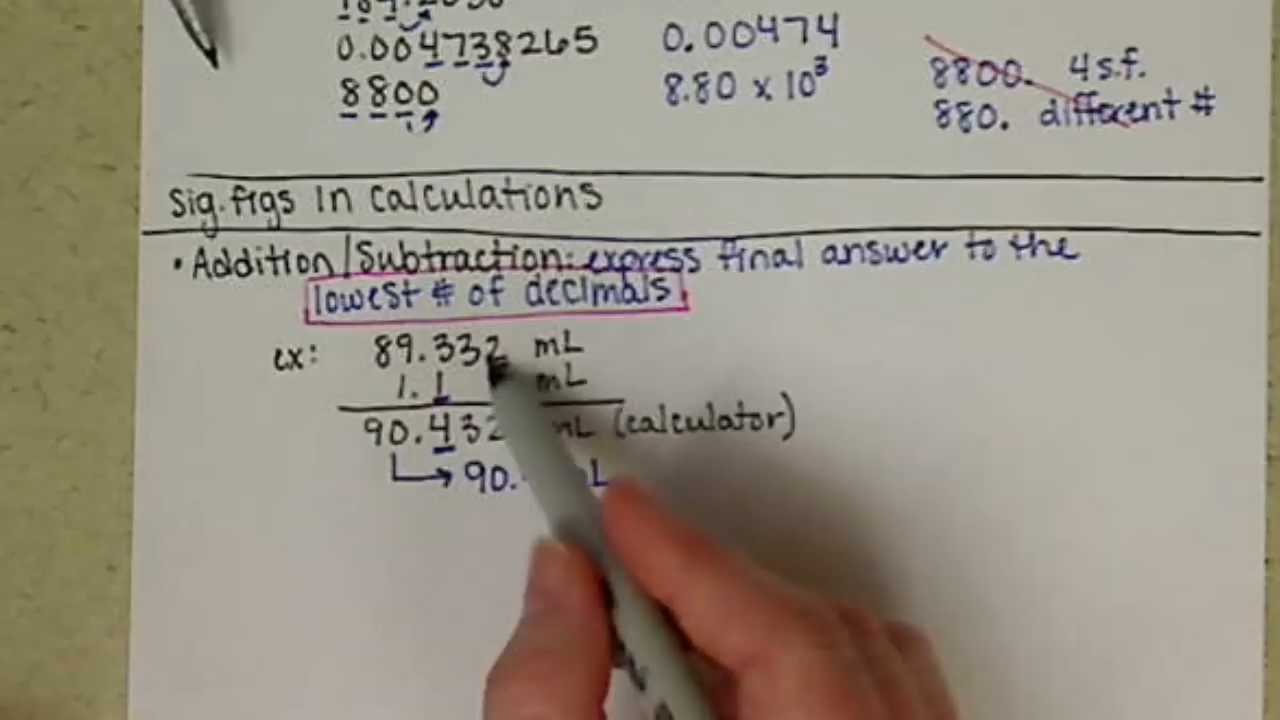 0.004738265 0.00474
8800 8.80 x 10³
8800. 4 s.f.
880. different #
Sig. figs in Calculations
• Addition/Subtraction: express final answer to the
lowest # of decimals
ex: 89.332 mL
1.1 mL
90.432 mL (calculator)
90.